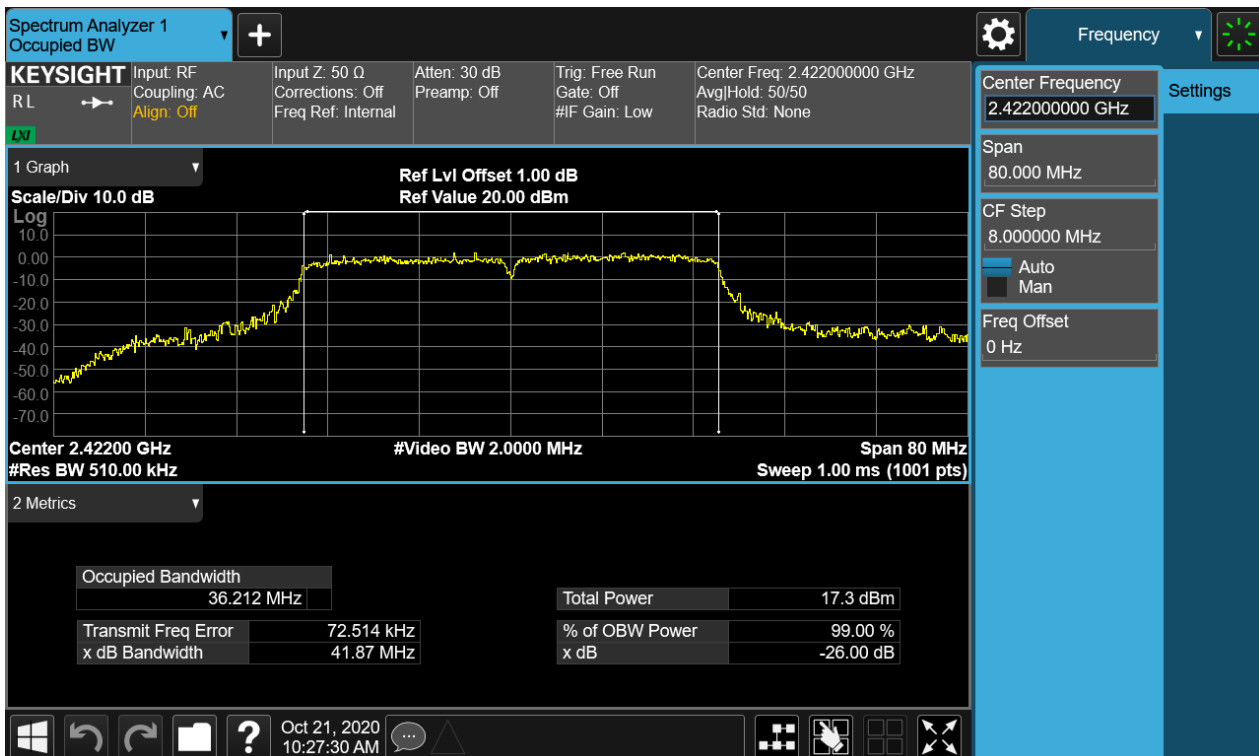 Spectrum Analyzer 1
Occupied BW
+
Frequency
KEYSIGHT
R L
LXI
Input: RF
Coupling: AC
Align: Off
Input Z: 50 Ω
Corrections: Off
Freq Ref: Internal
Atten: 30 dB
Preamp: Off
Trig: Free Run
Gate: Off
#IF Gain: Low
Center Freq: 2.422000000 GHz
Avg|Hold: 50/50
Radio Std: None
Center Frequency
2.422000000 GHz
Settings
Span
80.000 MHz
CF Step
8.000000 MHz
Auto
Man
Freq Offset
0 Hz
1 Graph
Scale/Div 10.0 dB
Ref Lvl Offset 1.00 dB
Ref Value 20.00 dBm
Log
10.0
0.00
-10.0
-20.0
-30.0
-40.0
-50.0
-60.0
-70.0
Center 2.42200 GHz
#Video BW 2.0000 MHz
Span 80 MHz
#Res BW 510.00 kHz
Sweep 1.00 ms (1001 pts)
2 Metrics
Occupied Bandwidth
36.212 MHz
Total Power 17.3 dBm
Transmit Freq Error 72.514 kHz
% of OBW Power 99.00 %
x dB Bandwidth 41.87 MHz
x dB -26.00 dB
?
Oct 21, 2020
10:27:30 AM